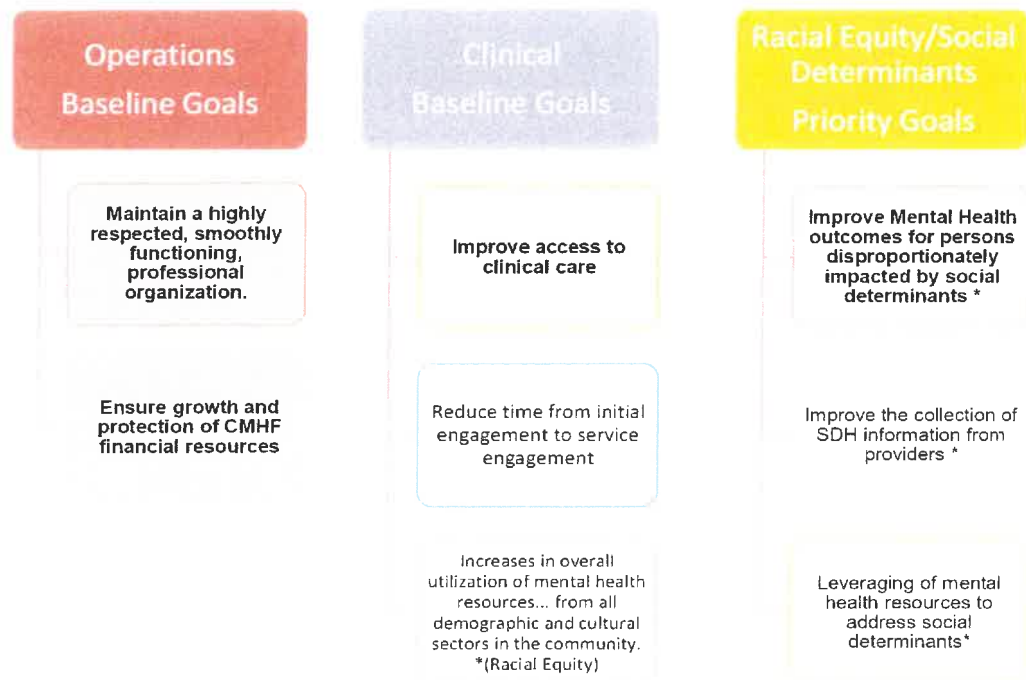 Operations
Baseline Goals
Maintain a highly
respected, smoothly
functioning,
professional
organization.
Ensure growth and
protection of CMHF
financial resources
Clinical
Baseline Goals
Improve access to
clinical care
Reduce time from initial
engagement to service
engagement
Increases in overall
utilization of mental health
resources... from all
demographic and cultural
sectors in the community.
*(Racial Equity)
Racial Equity/Social
Determinants
Priority Goals
Improve Mental Health
outcomes for persons
disproportionately
impacted by social
determinants *
Improve the collection of
SDH information from
providers *
Leveraging of mental
health resources to
address social
determinants*